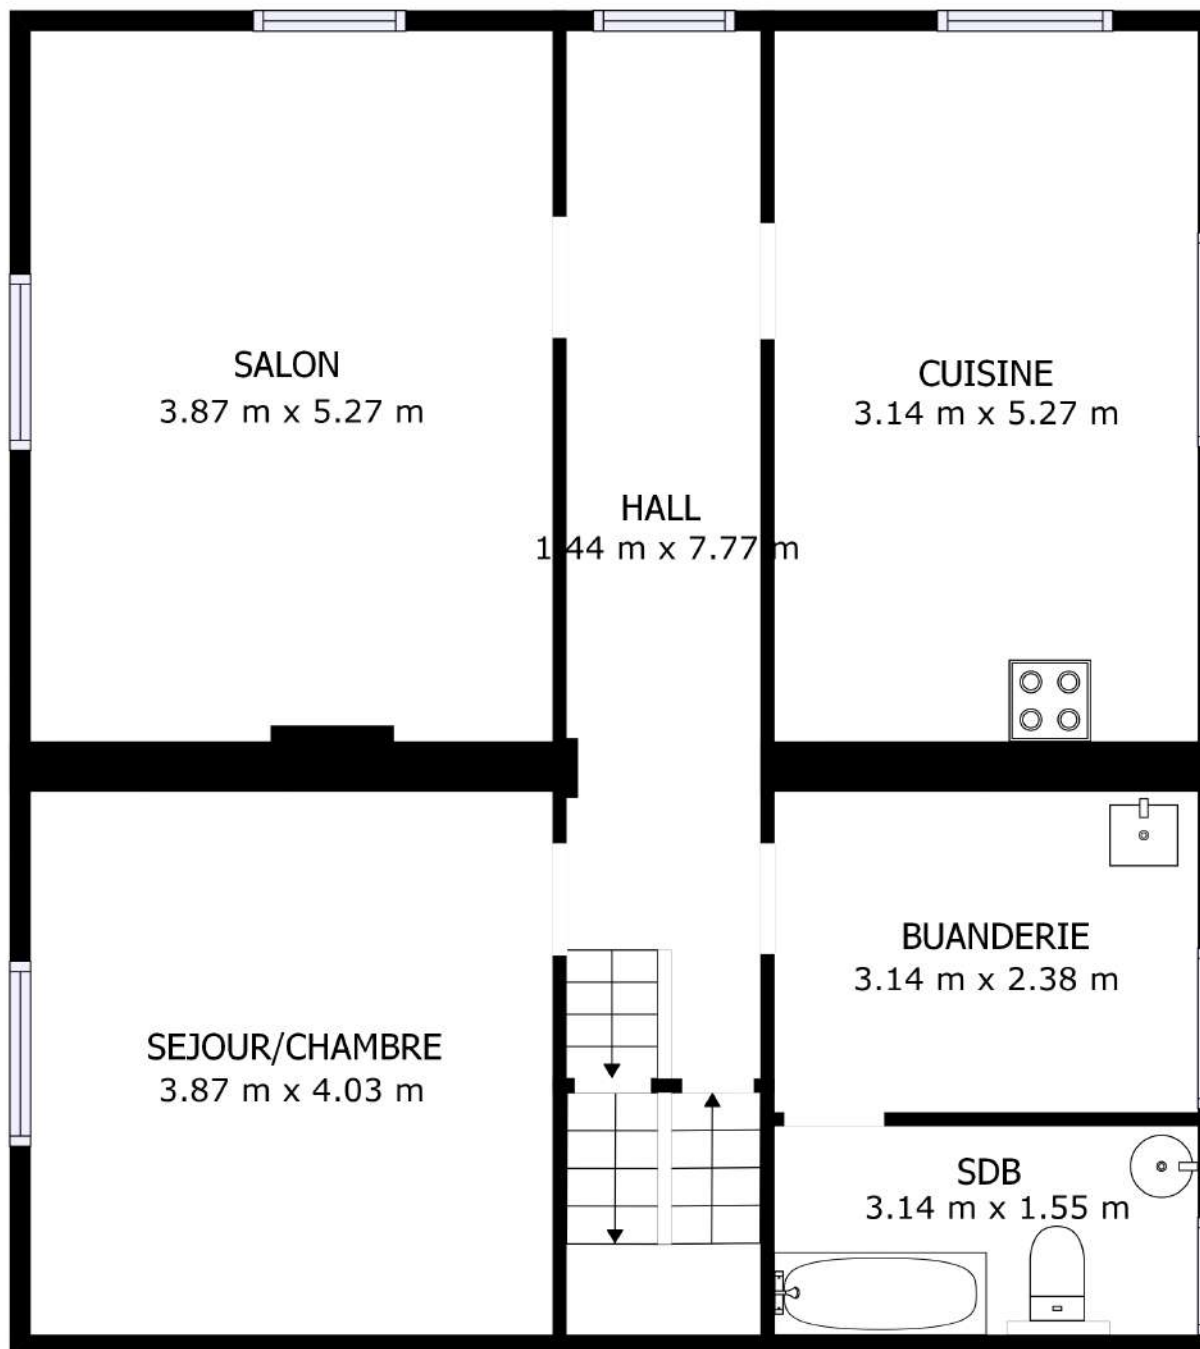 SALON
3.87 m x 5.27 m
CUISINE
3.14 m x 5.27 m
HALL
1.44 m x 7.77 m
BUANDERIE
3.14 m x 2.38 m
SEJOUR/CHAMBRE
3.87 m x 4.03 m
SDB
3.14 m x 1.55 m